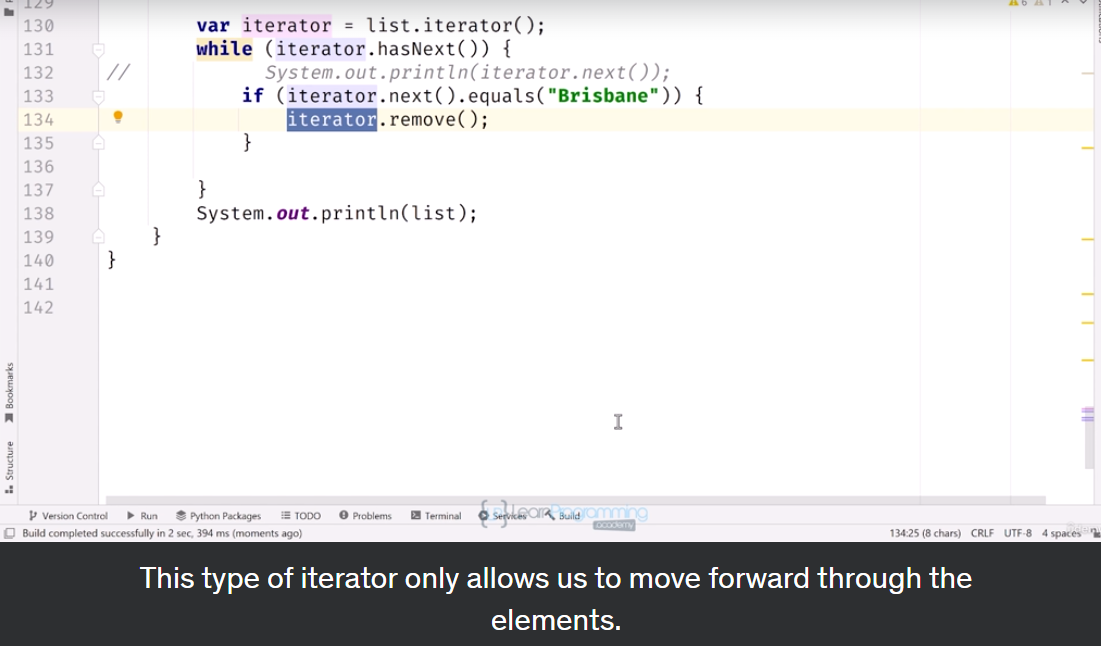 129
130 var iterator = list.iterator();
131 while (iterator.hasNext()) {
132 // System.out.println(iterator.next());
133 if (iterator.next().equals("Brisbane")) {
134 iterator.remove();
135 }
136
137 }
138 System.out.println(list);
139 }
140 }
141
142
Bookmarks
Structure
Version Control Run Python Packages TODO Problems Terminal Services Build
LearnProgramming
academy
Build completed successfully in 2 sec, 394 ms (moments ago) 134:25 (8 chars) CRLF UTF-8 4 spaces
This type of iterator only allows us to move forward through the
elements.